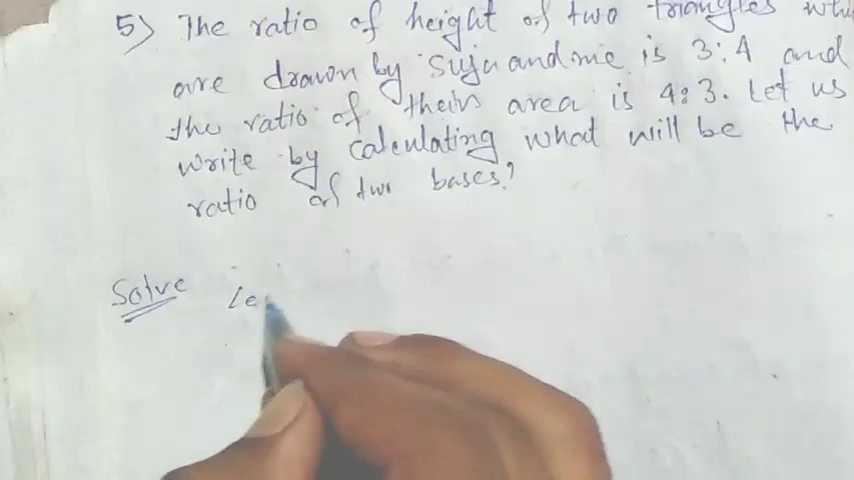 5) The ratio of height of two triangles whi
are drawn by Suju and me is 3:4 and
the ratio of their area is 4:3. Let us
write by calculating what will be the
ratio of two bases?
Solve Le